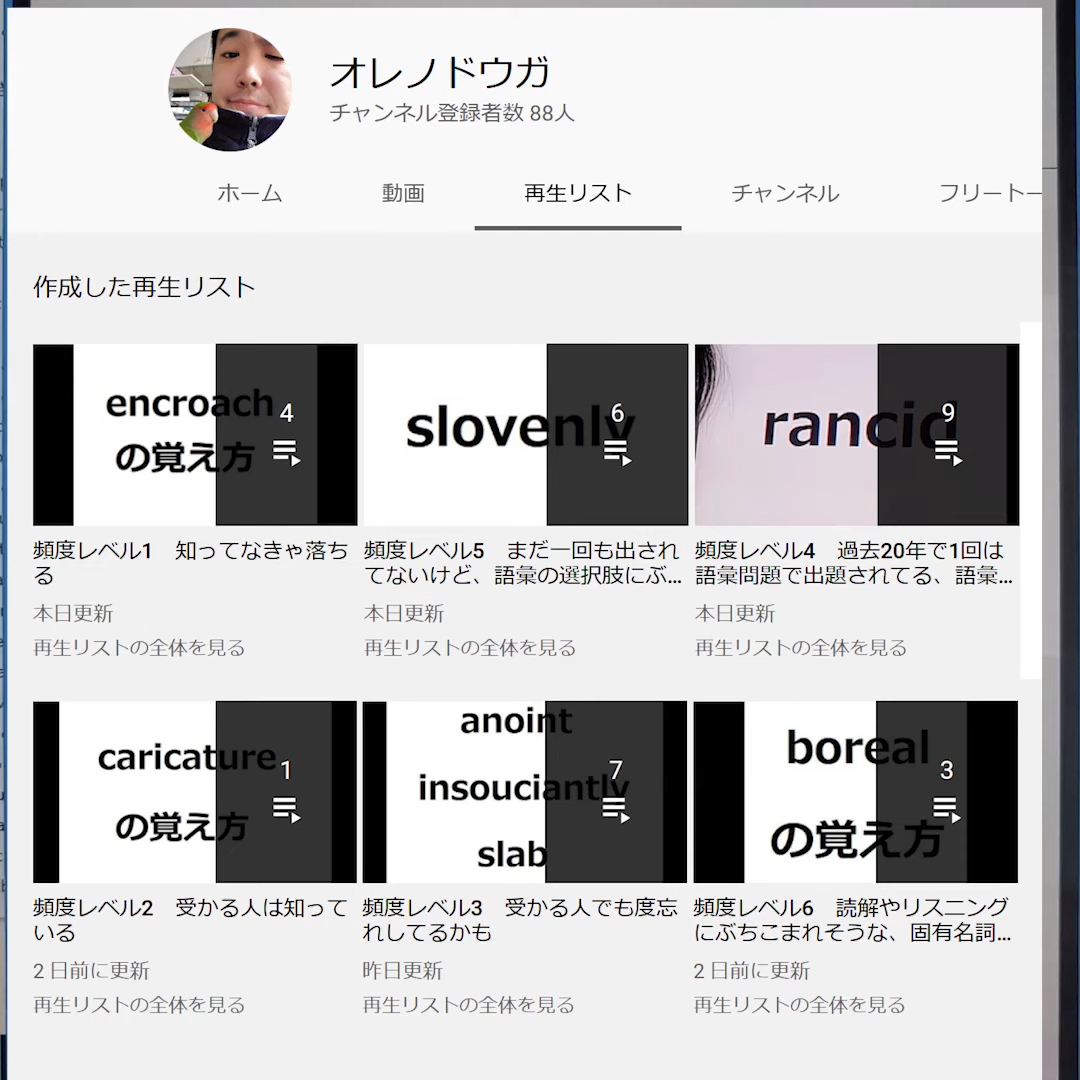 オレノドウガ
チャンネル登録者数 88人
ホーム
動画
再生リスト
チャンネル
フリートー
作成した再生リスト
encroach
の覚え方
4
slovenly
6
rancid
9
頻度レベル1　知ってなきゃ落ち
る
本日更新
再生リストの全体を見る
頻度レベル5　まだ一回も出され
てないけど、語彙の選択肢にぶ...
本日更新
再生リストの全体を見る
頻度レベル4　過去20年で1回は
語彙問題で出題されてる、語彙...
本日更新
再生リストの全体を見る
caricature
の覚え方
1
anoint
insouciantly
slab
7
boreal
の覚え方
3
頻度レベル2　受かる人は知って
いる
2 日前に更新
再生リストの全体を見る
頻度レベル3　受かる人でも度忘
れしてるかも
昨日更新
再生リストの全体を見る
頻度レベル6　読解やリスニング
にぶちこまれそうな、固有名詞...
2 日前に更新
再生リストの全体を見る